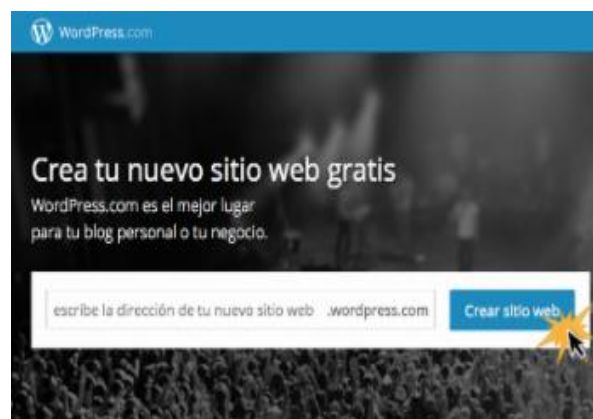 WordPress.com
Crea tu nuevo sitio web gratis
WordPress.com es el mejor lugar
para tu blog personal o tu negocio.
escribe la dirección de tu nuevo sitio web .wordpress.com Crear sitio web